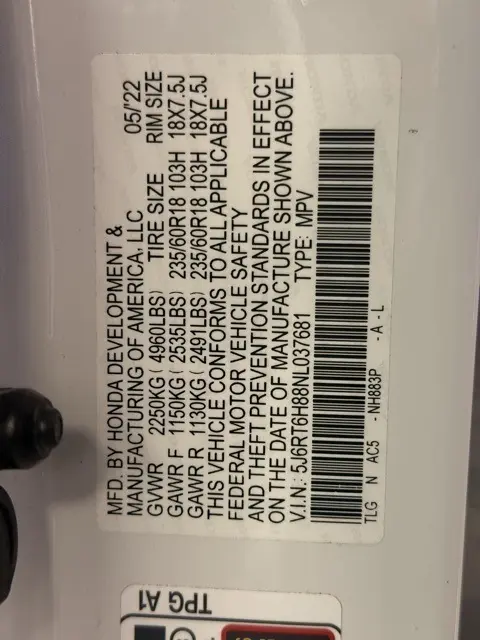 MFD. BY HONDA DEVELOPMENT &
MANUFACTURING OF AMERICA, LLC 05/'22
GVWR 2250KG ( 4960LBS) TIRE SIZE RIM SIZE
GAWR F 1150KG ( 2535LBS) 235/60R18 103H 18X7.5J
GAWR R 1130KG ( 2491LBS) 235/60R18 103H 18X7.5J
THIS VEHICLE CONFORMS TO ALL APPLICABLE
FEDERAL MOTOR VEHICLE SAFETY
AND THEFT PREVENTION STANDARDS IN EFFECT
ON THE DATE OF MANUFACTURE SHOWN ABOVE.
V.I.N.: 5J6RT6H88NL037681 TYPE: MPV
TLG N AC5 - NH883P - A - L
TPG A1